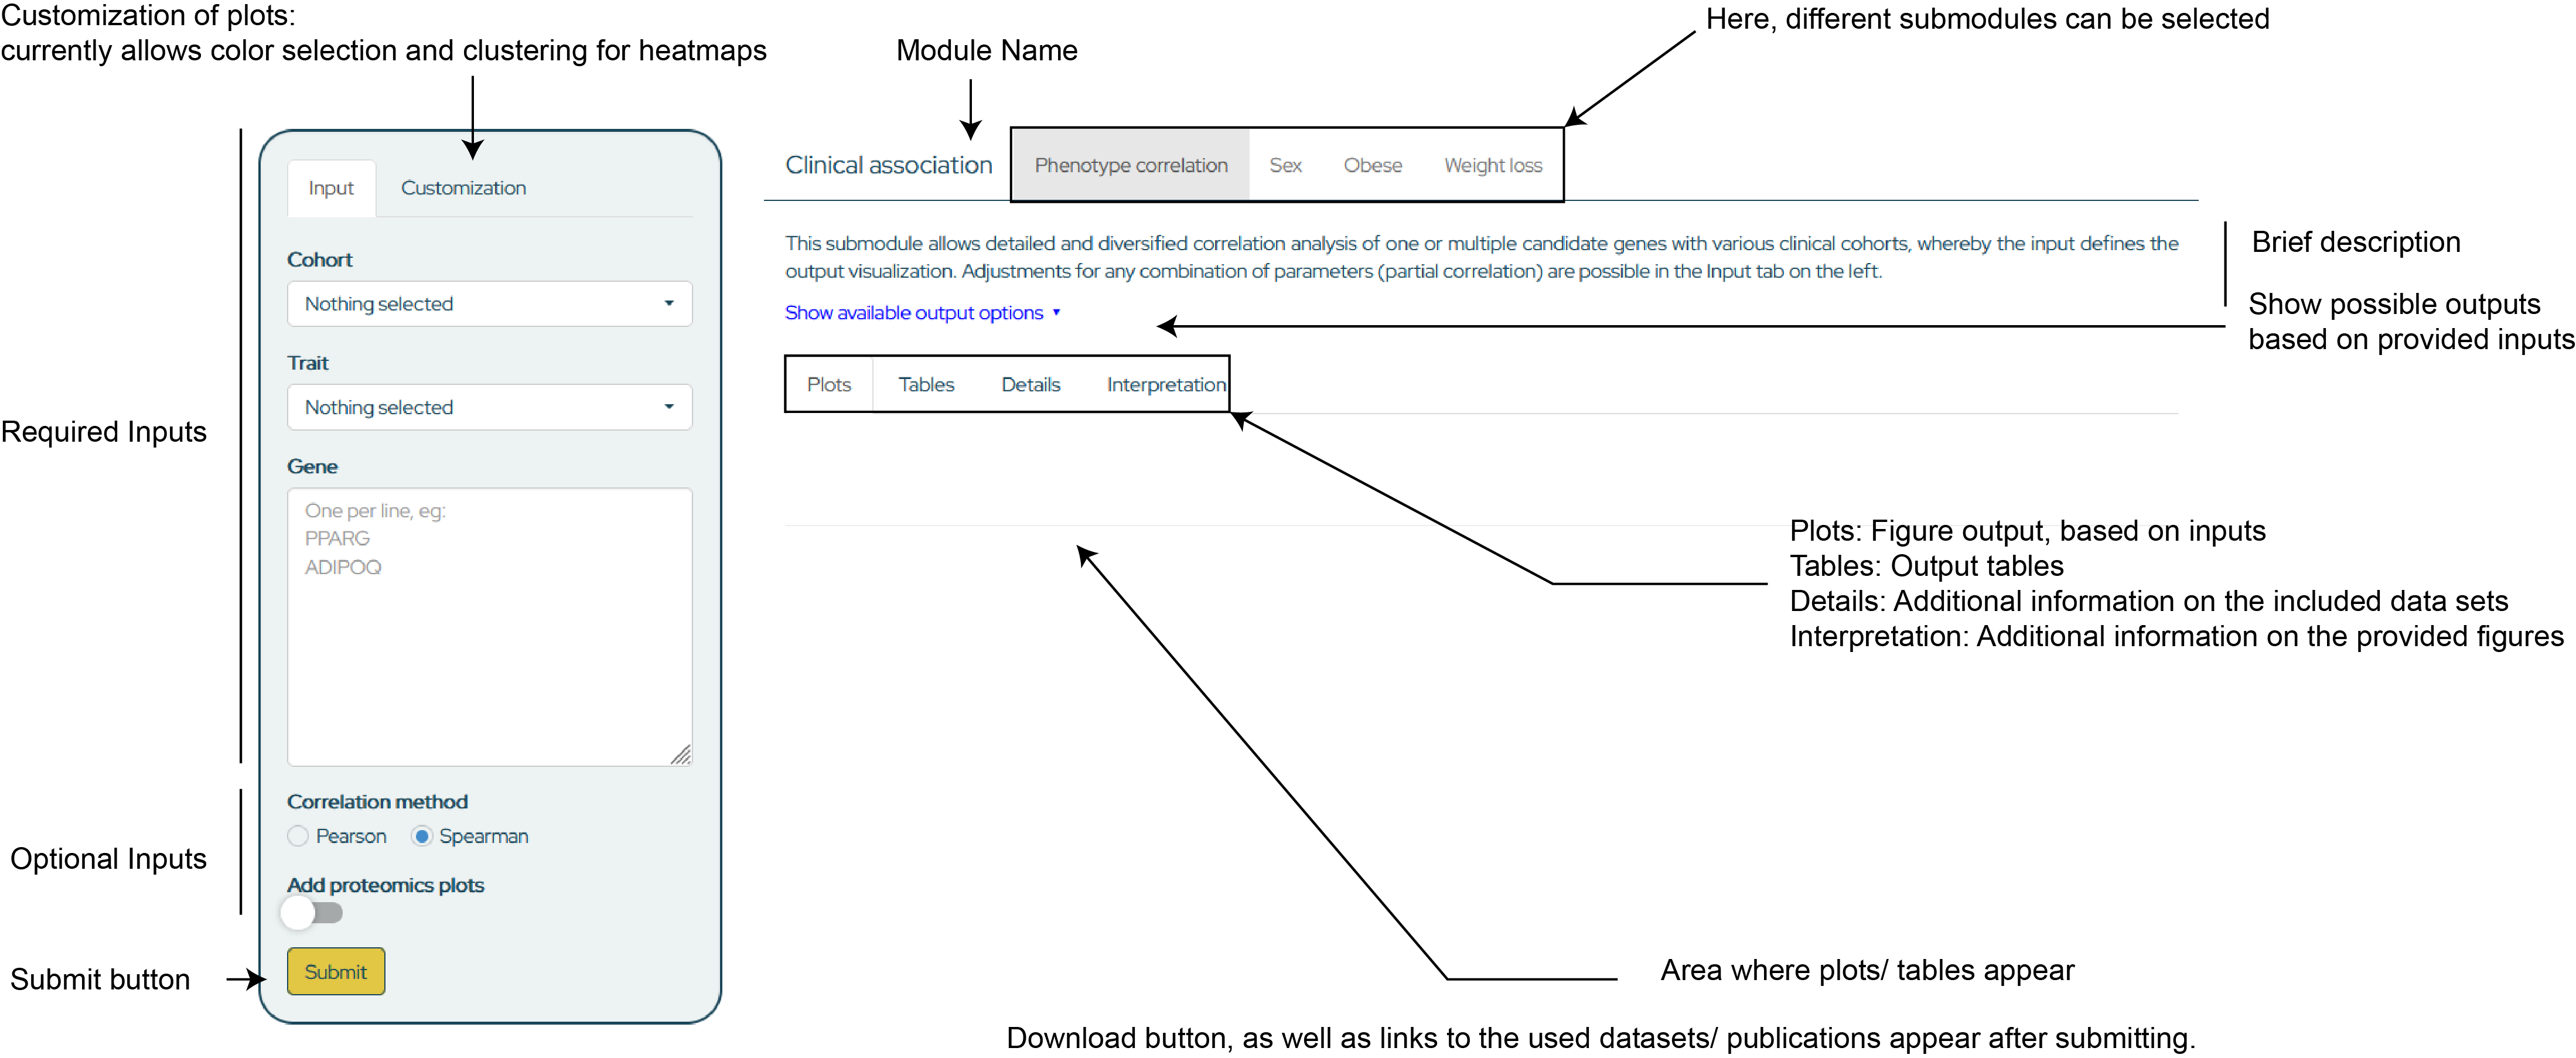 Customization of plots:
currently allows color selection and clustering for heatmaps
Module Name
Here, different submodules can be selected
Required Inputs
Optional Inputs
Submit button
Input
Customization
Cohort
Nothing selected
Trait
Nothing selected
Gene
One per line, eg:
PPARG
ADIPOQ
Correlation method
Pearson
Spearman
Add proteomics plots
Submit
Clinical association
Phenotype correlation
Sex
Obese
Weight loss
This submodule allows detailed and diversified correlation analysis of one or multiple candidate genes with various clinical cohorts, whereby the input defines the
output visualization. Adjustments for any combination of parameters (partial correlation) are possible in the Input tab on the left.
Show available output options
Plots
Tables
Details
Interpretation
Brief description
Show possible outputs
based on provided inputs
Plots: Figure output, based on inputs
Tables: Output tables
Details: Additional information on the included data sets
Interpretation: Additional information on the provided figures
Area where plots/ tables appear
Download button, as well as links to the used datasets/ publications appear after submitting.